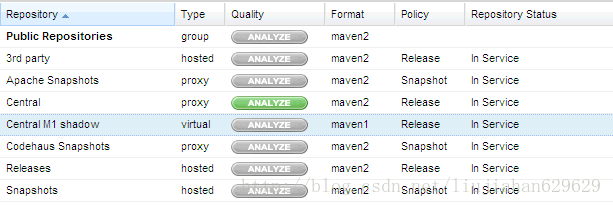 Repository Type Quality Format Policy Repository Status
Public Repositories group ANALYZE maven2
3rd party hosted ANALYZE maven2 Release In Service
Apache Snapshots proxy ANALYZE maven2 Snapshot In Service
Central proxy ANALYZE maven2 Release In Service
Central M1 shadow virtual ANALYZE maven1 Release In Service
Codehaus Snapshots proxy ANALYZE maven2 Snapshot In Service
Releases hosted ANALYZE maven2 Release In Service
Snapshots hosted ANALYZE maven2 Snapshot In Service
http://blog.csdn.net/liujiahan629629